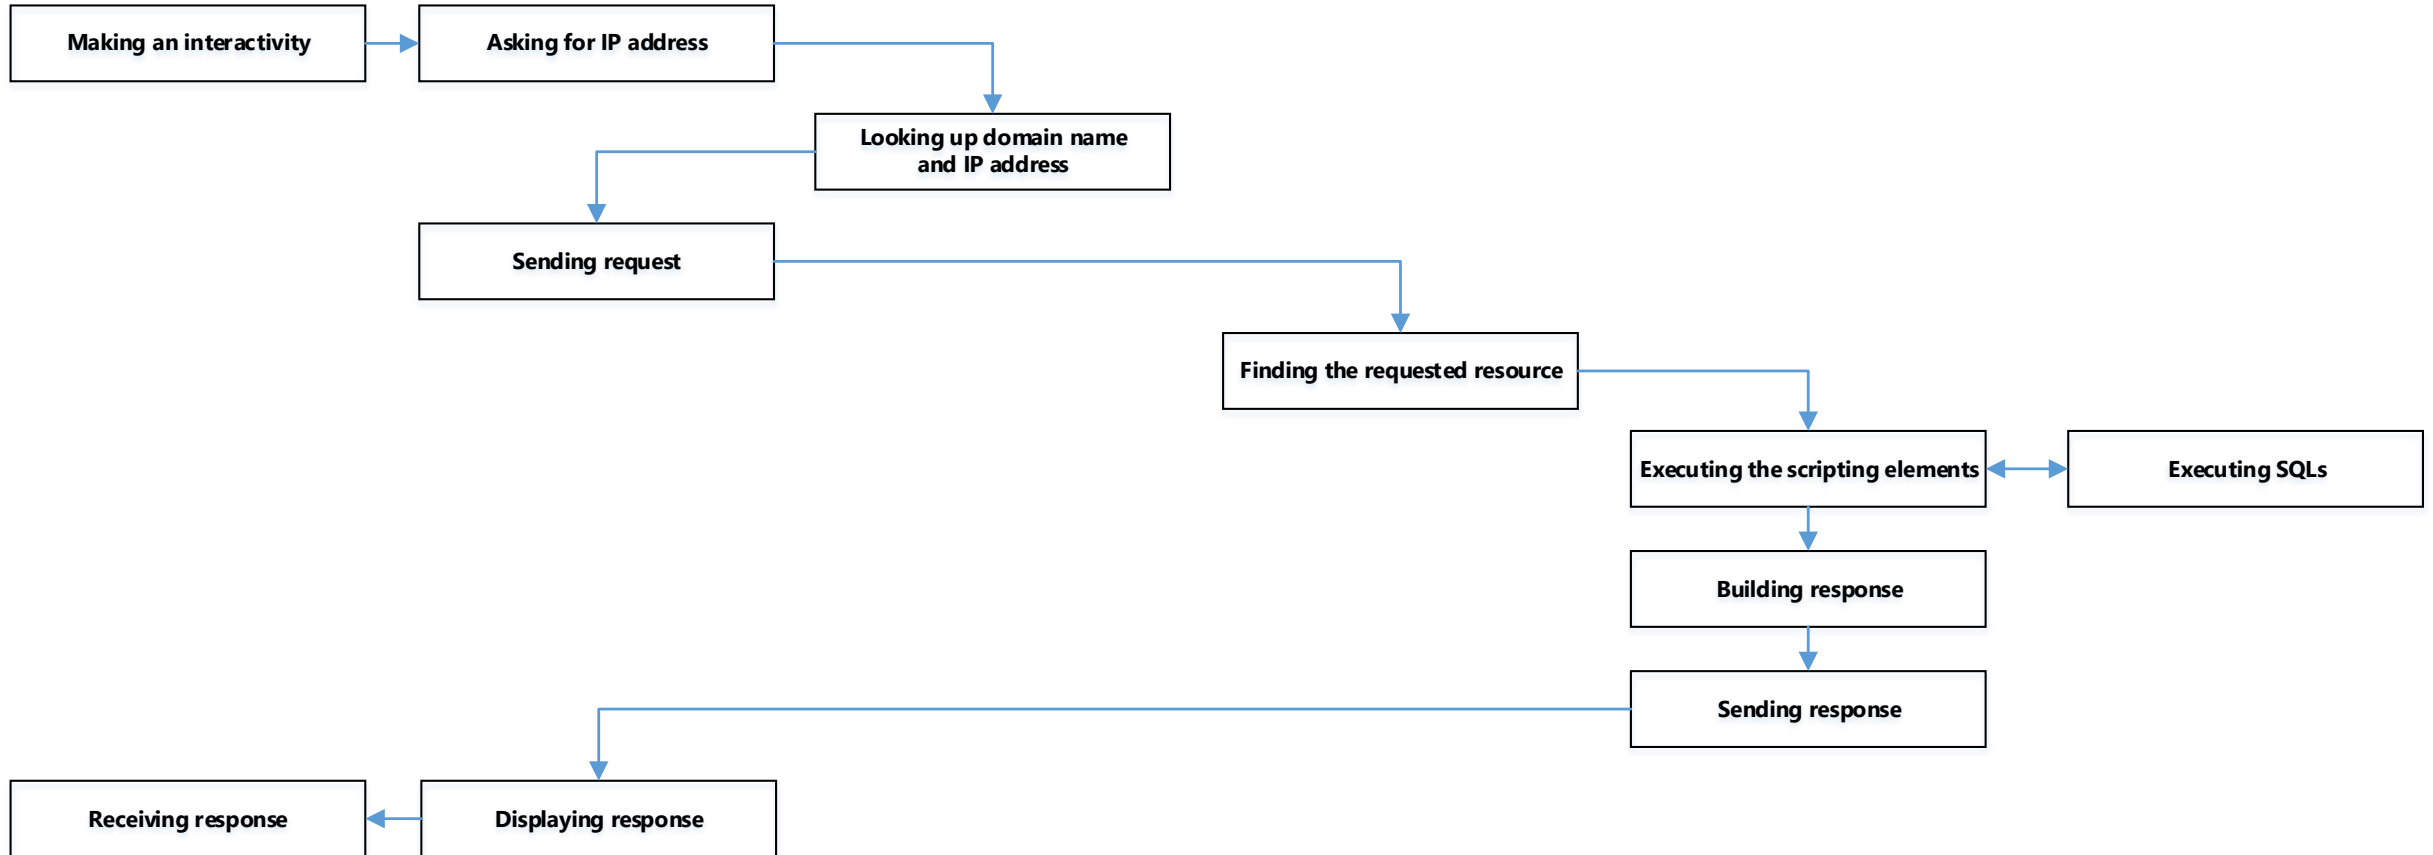 Making an interactivity
Asking for IP address
Looking up domain name
and IP address
Sending request
Finding the requested resource
Executing the scripting elements
Executing SQLs
Building response
Sending response
Receiving response
Displaying response